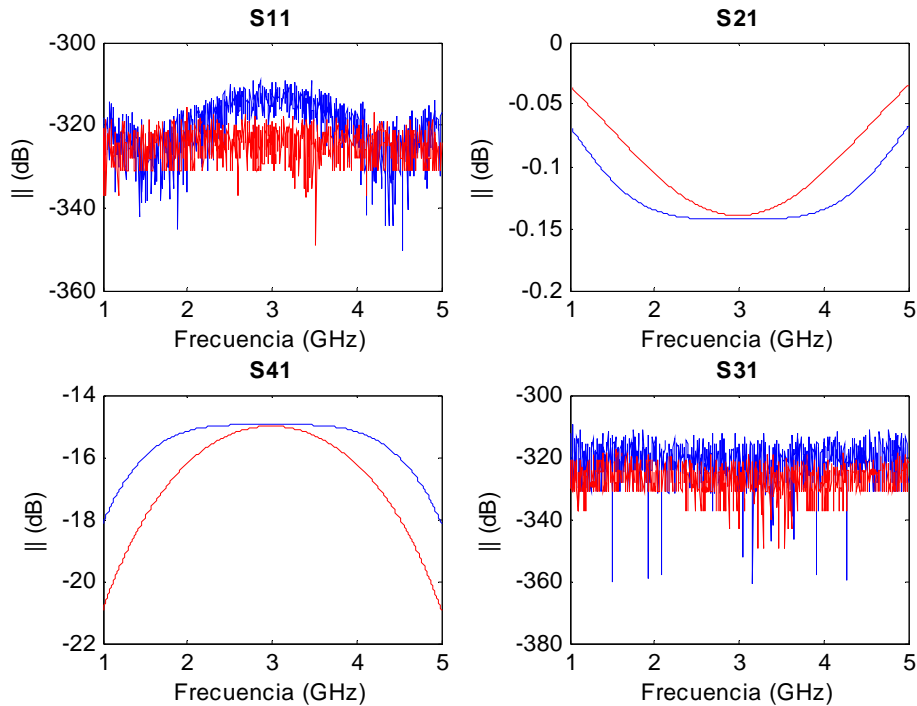 S11
-300
-320
-340
-360
|| (dB)
1 2 3 4 5
Frecuencia (GHz)
S21
0
-0.05
-0.1
-0.15
-0.2
|| (dB)
1 2 3 4 5
Frecuencia (GHz)
S41
-14
-16
-18
-20
-22
|| (dB)
1 2 3 4 5
Frecuencia (GHz)
S31
-300
-320
-340
-360
-380
|| (dB)
1 2 3 4 5
Frecuencia (GHz)